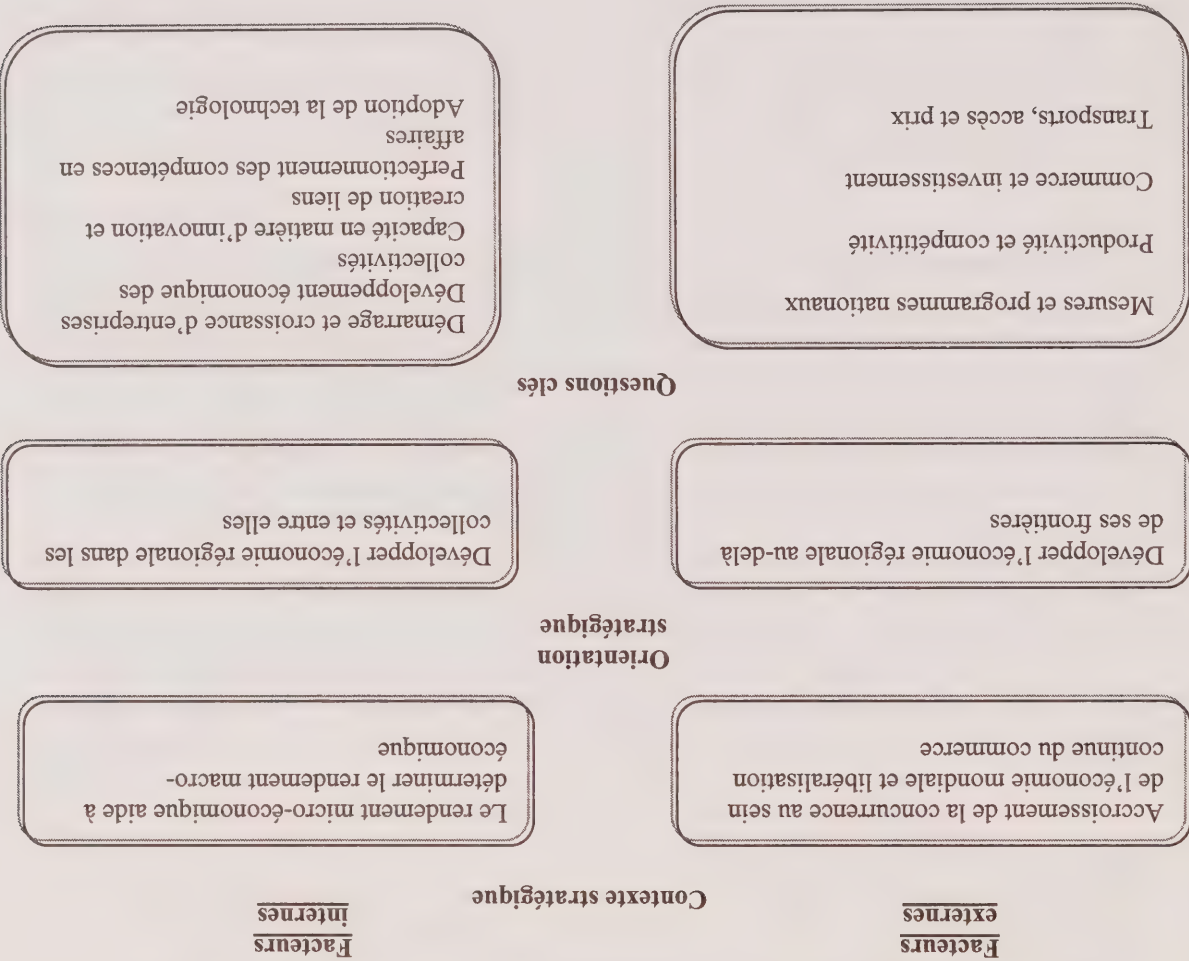 Facteurs
externes
Facteurs
internes
Contexte stratégique
Accroissement de la concurrence au sein
de l'économie mondiale et libéralisation
continue du commerce
Le rendement micro-économique aide à
déterminer le rendement macro-
économique
Orientation
stratégique
Développer l'économie régionale au-delà
de ses frontières
Développer l'économie régionale dans les
collectivités et entre elles
Questions clés
Mesures et programmes nationaux
Productivité et compétitivité
Commerce et investissement
Transports, accès et prix
Démarrage et croissance d'entreprises
Développement économique des
collectivités
Capacité en matière d'innovation et
creation de liens
Perfectionnement des compétences en
affaires
Adoption de la technologie